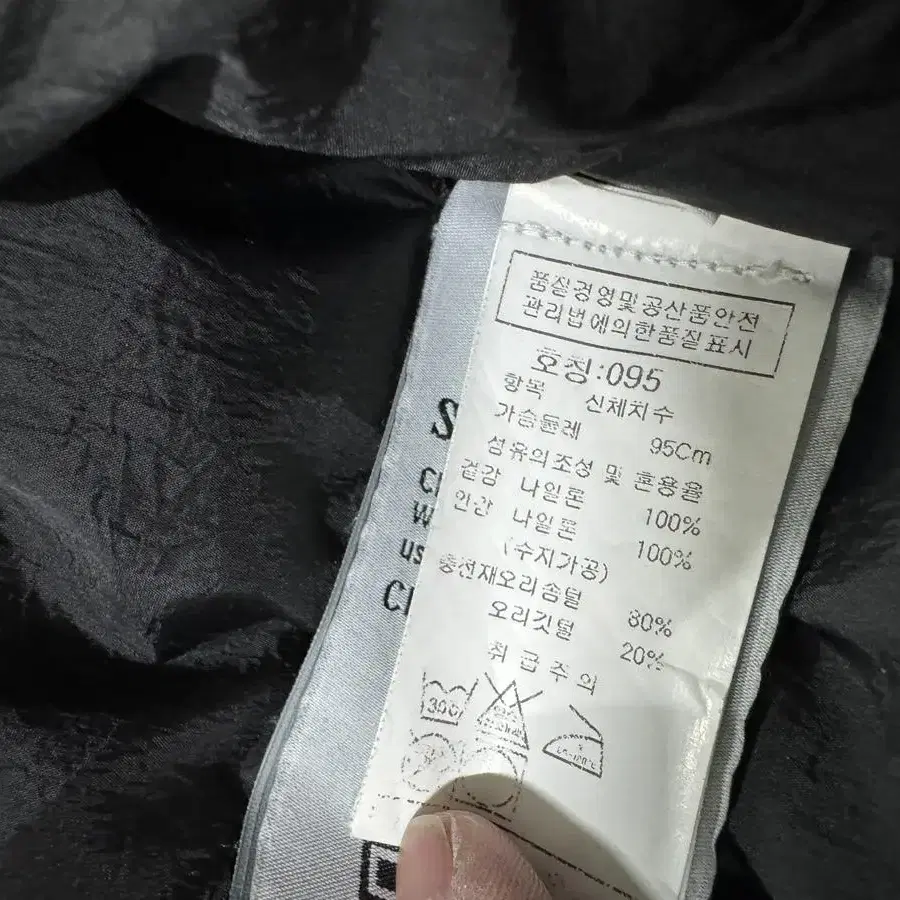 품질경영및공산품안전
관리법에의한품질표시
호칭:095
항목 신체치수
가슴둘레 95Cm
섬유의조성 및 혼용율
겉감 나일론 100%
안감 나일론 100%
(수지가공)
충전재오리솜털 80%
오리깃털 20%
취급주의
300
S
us